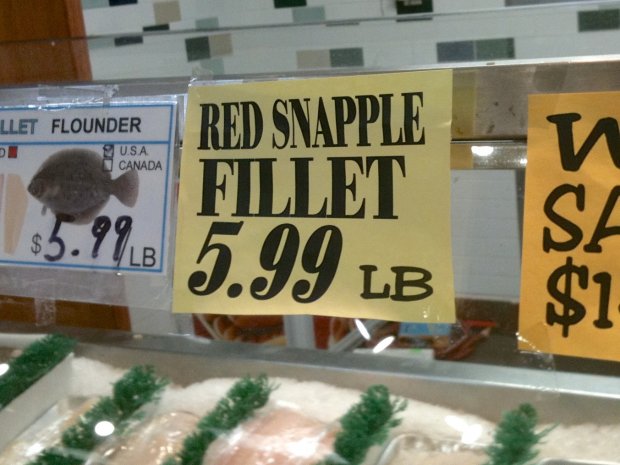 LLET FLOUNDER
U.S.A.
CANADA
$5.99/LB
RED SNAPPLE
FILLET
5.99 LB
W
SA
$1